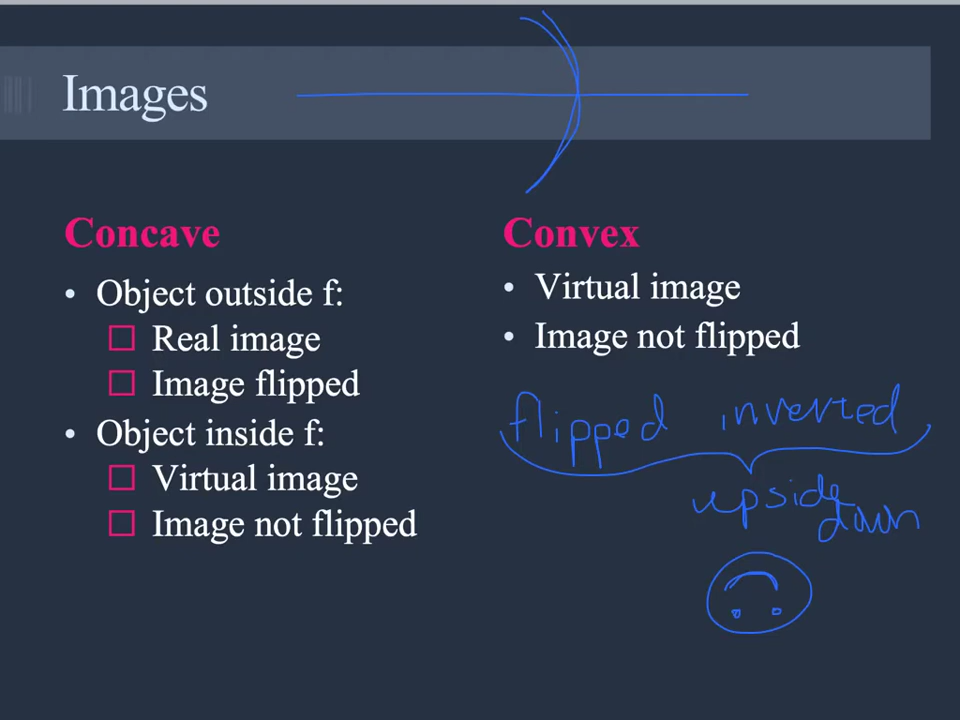 Images
Concave
• Object outside f:
☐ Real image
☐ Image flipped
• Object inside f:
☐ Virtual image
☐ Image not flipped
Convex
• Virtual image
• Image not flipped
flipped inverted
upside
down